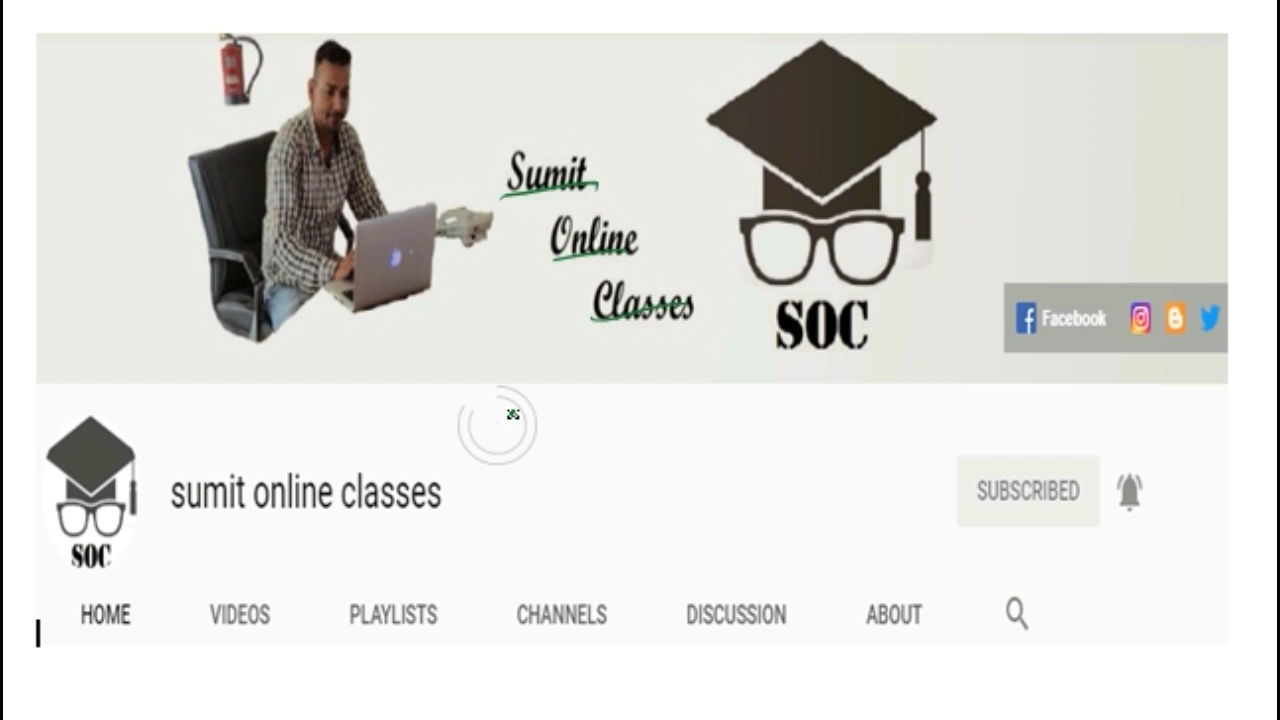 Sumit
Online
Classes
SOC
Facebook
SOC
sumit online classes
SUBSCRIBED
HOME VIDEOS PLAYLISTS CHANNELS DISCUSSION ABOUT